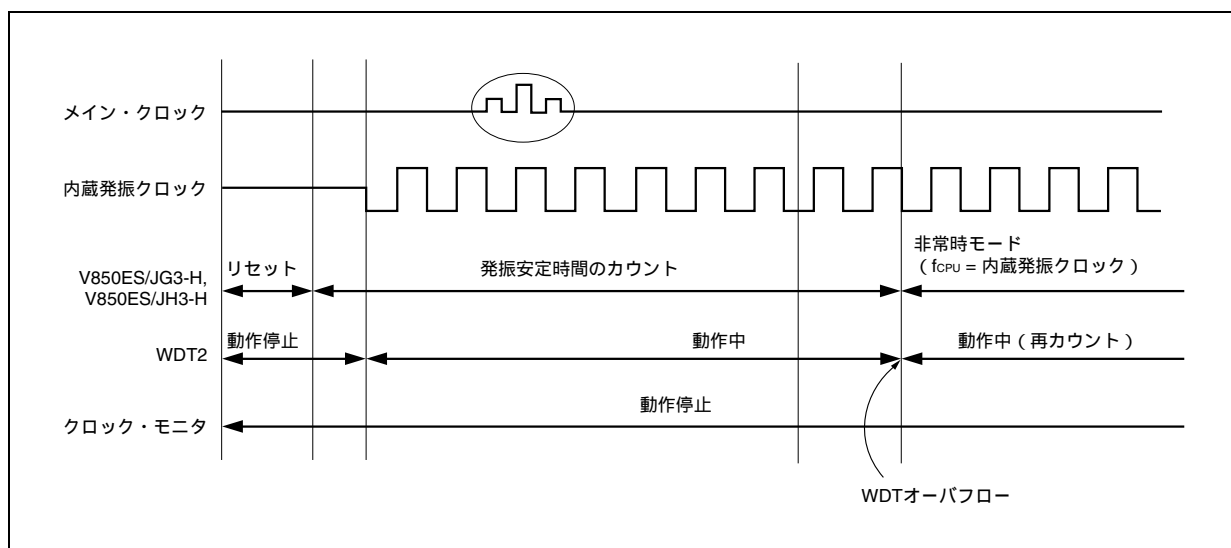 メイン・クロック
内蔵発振クロック
V850ES/JG3-H,
V850ES/JH3-H
リセット
発振安定時間のカウント
非常時モード
（fCPU = 内蔵発振クロック）
WDT2
動作停止
動作中
動作中（再カウント）
クロック・モニタ
動作停止
WDTオーバフロー